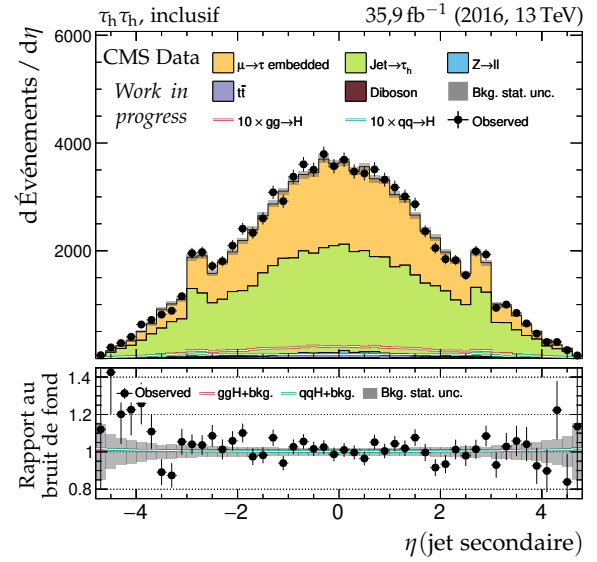 τhτh, inclusif 35,9 fb⁻¹ (2016, 13 TeV)
6000
4000
2000
d Événements / dη
CMS Data
Work in
progress
μ→τ embedded Jet→τh Z→ll
tt̄ Diboson Bkg. stat. unc.
10 × gg→H 10 × qq→H Observed
1.4
1.2
1
0.8
Rapport au
bruit de fond
Observed ggH+bkg. qqH+bkg. Bkg. stat. unc.
−4 −2 0 2 4
η (jet secondaire)